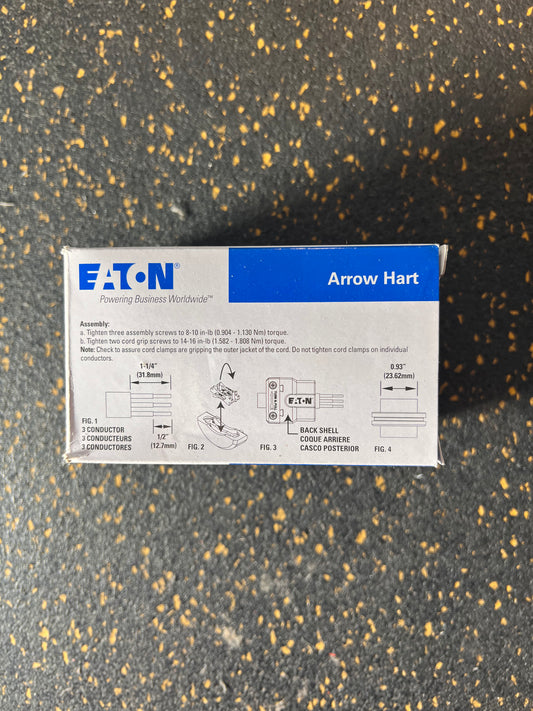 EATON®
Powering Business Worldwide™
Arrow Hart
Assembly:
a. Tighten three assembly screws to 8-10 in-lb (0.904 - 1.130 Nm) torque.
b. Tighten two cord grip screws to 14-16 in-lb (1.582 - 1.808 Nm) torque.
Note: Check to assure cord clamps are gripping the outer jacket of the cord. Do not tighten cord clamps on individual
conductors.
1-1/4"
(31.8mm)
FIG. 1
3 CONDUCTOR
3 CONDUCTEURS
3 CONDUCTORES
1/2"
(12.7mm)
FIG. 2
EATON
FIG. 3
BACK SHELL
COQUE ARRIERE
CASCO POSTERIOR
0.93"
(23.62mm)
FIG. 4